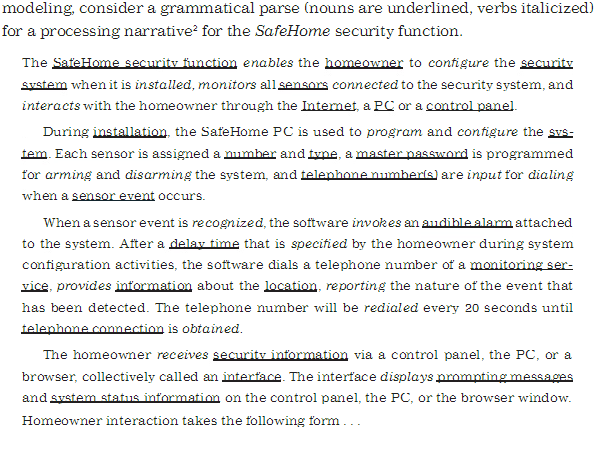 modeling, consider a grammatical parse (nouns are underlined, verbs italicized)
for a processing narrative² for the SafeHome security function.
The SafeHome security function enables the homeowner to configure the security
system when it is installed, monitors all sensors connected to the security system, and
interacts with the homeowner through the Internet, a PC or a control panel.
During installation, the SafeHome PC is used to program and configure the sys-
tem. Each sensor is assigned a number and type, a master password is programmed
for arming and disarming the system, and telephone number(s) are input for dialing
when a sensor event occurs.
When a sensor event is recognized, the software invokes an audible alarm attached
to the system. After a delay time that is specified by the homeowner during system
configuration activities, the software dials a telephone number of a monitoring ser-
vice, provides information about the location, reporting the nature of the event that
has been detected. The telephone number will be redialed every 20 seconds until
telephone connection is obtained.
The homeowner receives security information via a control panel, the PC, or a
browser, collectively called an interface. The interface displays prompting messages
and system status information on the control panel, the PC, or the browser window.
Homeowner interaction takes the following form . . .